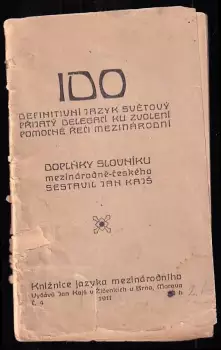 IDO
DEFINITIVNÍ JAZYK SVĚTOVÝ
PŘIJATÝ DELEGACÍ KU ZVOLENÍ
POMOCNÉ ŘEČI MEZINÁRODNÍ
DOPLŇKY SLOVNÍKU
mezinárodně-českého
SESTAVIL JAN KAJŠ
Knižnice jazyka mezinárodního
Vydává Jan Kajš v Židenicích u Brna, Morava
Č. 4 1911